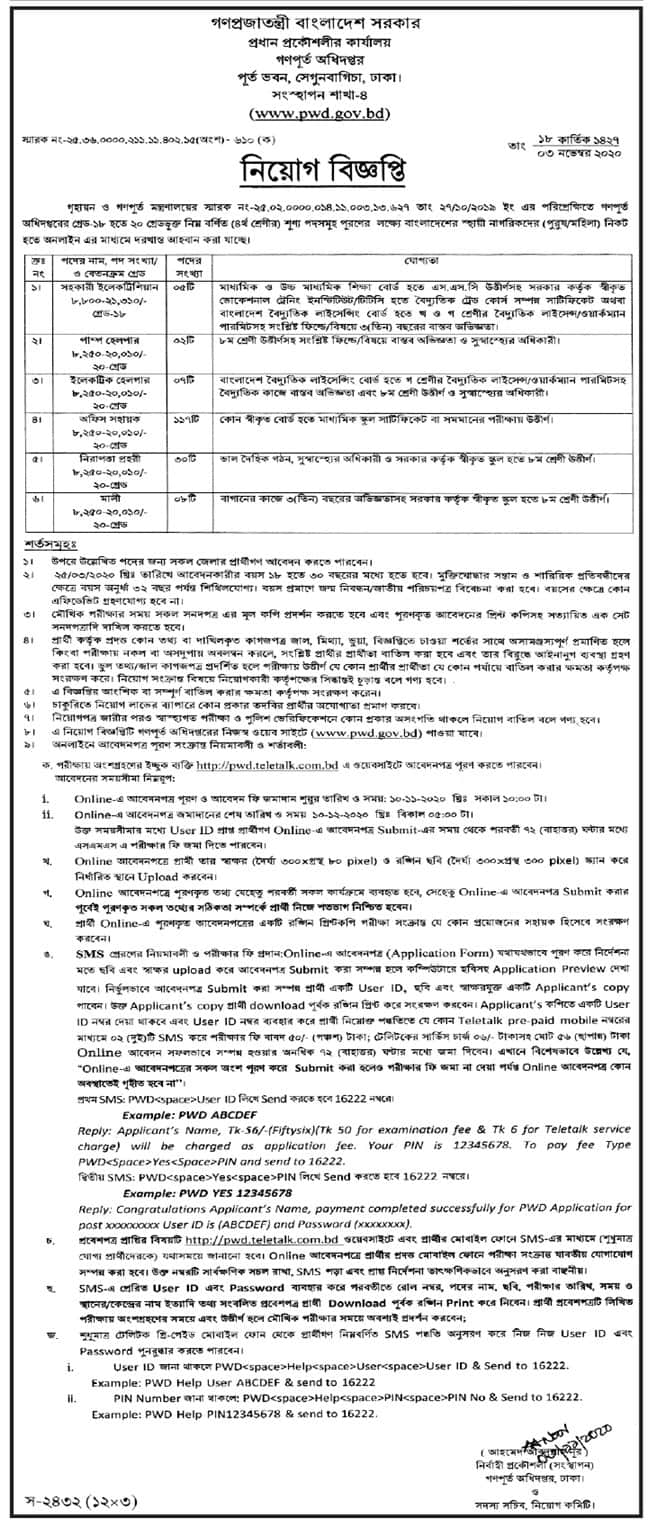 গণপ্রজাতন্ত্রী বাংলাদেশ সরকার
প্রধান প্রকৌশলীর কার্যালয়
গণপূর্ত অধিদপ্তর
পূর্ত ভবন, সেগুনবাগিচা, ঢাকা।
সংস্থাপন শাখা-৪
(www.pwd.gov.bd)
স্মারক নং-২৫.৩৬.০০০০.২১১.১১.৪০২.১৫(অংশ)- ৬১০ (ক)
তাং ১৮ কার্তিক ১৪২৭
০৩ নভেম্বর ২০২০
নিয়োগ বিজ্ঞপ্তি
গৃহায়ন ও গণপূর্ত মন্ত্রণালয়ের স্মারক নং-২৫.০২.০০০০.০১৪.১১.০০৩.১৩.৬২৭ তাং ২৭/১০/২০১৯ ইং এর পরিপ্রেক্ষিতে গণপূর্ত
অধিদপ্তরের গ্রেড-১৮ হতে ২০ গ্রেডভুক্ত নিম্ন বর্ণিত (৪র্থ শ্রেণীর) শূণ্য পদসমূহ পূরণের লক্ষ্যে বাংলাদেশের স্থায়ী নাগরিকদের (পুরুষ/মহিলা) নিকট
হতে অনলাইন এর মাধ্যমে দরখাস্ত আহবান করা যাচ্ছে।
ক্রঃ নং পদের নাম, পদ সংখ্যা/ ও বেতনক্রম গ্রেড পদের সংখ্যা যোগ্যতা
১। সহকারী ইলেকট্রিশিয়ান ০৫টি মাধ্যমিক ও উচ্চ মাধ্যমিক শিক্ষা বোর্ড হতে এস.এস.সি উত্তীর্ণসহ সরকার কর্তৃক স্বীকৃত
৮,৮০০-২১,৩১০/- ভোকেশনাল ট্রেনিং ইনস্টিটিউট/টিটিসি হতে বৈদ্যুতিক ট্রেড কোর্স সম্পন্ন সার্টিফিকেট অথবা
গ্রেড-১৮ বাংলাদেশ বৈদ্যুতিক লাইসেন্সিং বোর্ড হতে খ ও গ শ্রেণীর বৈদ্যুতিক লাইসেন্স/ওয়ার্কম্যান
পারমিটসহ সংশ্লিষ্ট ফিল্ডে/বিষয়ে ৩(তিন) বছরের বাস্তব অভিজ্ঞতা।
২। পাম্প হেলপার ০২টি ৮ম শ্রেণী উত্তীর্ণসহ সংশ্লিষ্ট ফিল্ডে/বিষয়ে বাস্তব অভিজ্ঞতা ও সুস্বাস্থ্যের অধিকারী।
৮,২৫০-২০,০১০/-
২০-গ্রেড
৩। ইলেকট্রিক হেলপার ০৭টি বাংলাদেশ বৈদ্যুতিক লাইসেন্সিং বোর্ড হতে গ শ্রেণীর বৈদ্যুতিক লাইসেন্স/ওয়ার্কম্যান পারমিটসহ
৮,২৫০-২০,০১০/- বৈদ্যুতিক কাজে বাস্তব অভিজ্ঞতা এবং ৮ম শ্রেণী উত্তীর্ণ ও সুস্বাস্থ্যের অধিকারী।
২০-গ্রেড
৪। অফিস সহায়ক ১১৭টি কোন স্বীকৃত বোর্ড হতে মাধ্যমিক স্কুল সার্টিফিকেট বা সমমানের পরীক্ষায় উত্তীর্ণ।
৮,২৫০-২০,০১০/-
২০-গ্রেড
৫। নিরাপত্তা প্রহরী ৩০টি ভাল দৈহিক গঠন, সুস্বাস্থ্যের অধিকারী ও সরকার কর্তৃক স্বীকৃত স্কুল হতে ৮ম শ্রেণী উত্তীর্ণ।
৮,২৫০-২০,০১০/-
২০-গ্রেড
৬। মালী ০৮টি বাগানের কাজে ৩(তিন) বছরের অভিজ্ঞতাসহ সরকার কর্তৃক স্বীকৃত স্কুল হতে ৮ম শ্রেণী উত্তীর্ণ।
৮,২৫০-২০,০১০/-
২০-গ্রেড
শর্তসমূহঃ
১। উপরে উল্লেখিত পদের জন্য সকল জেলার প্রার্থীগণ আবেদন করতে পারবেন।
২। ২৫/০৩/২০২০ খ্রিঃ তারিখে আবেদনকারীর বয়স ১৮ হতে ৩০ বছরের মধ্যে হতে হবে। মুক্তিযোদ্ধার সন্তান ও শারিরিক প্রতিবন্ধীদের
ক্ষেত্রে বয়স অনুর্ধ্ব ৩২ বছর পর্যন্ত শিথিলযোগ্য। বয়স প্রমাণে জন্ম নিবন্ধন/জাতীয় পরিচয়পত্র বিবেচনা করা হবে। বয়সের ক্ষেত্রে কোন
এফিডেভিট গ্রহণযোগ্য হবে না।
৩। মৌখিক পরীক্ষার সময় সকল সনদপত্র এর মূল কপি প্রদর্শন করতে হবে এবং পূরণকৃত আবেদনের প্রিন্ট কপিসহ সত্যায়িত এক সেট
সনদপত্রাদি দাখিল করতে হবে।
৪। প্রার্থী কর্তৃক প্রদত্ত কোন তথ্য বা দাখিলকৃত কাগজপত্র জাল, মিথ্যা, ভুয়া, বিজ্ঞপ্তিতে চাওয়া শর্তের সাথে অসামঞ্জস্যপূর্ণ প্রমাণিত হলে
কিংবা পরীক্ষায় নকল বা অসদুপায় অবলম্বন করলে, সংশ্লিষ্ট প্রার্থীর প্রার্থীতা বাতিল করা হবে এবং তার বিরুদ্ধে আইনানুগ ব্যবস্থা গ্রহণ
করা হবে। ভুল তথ্য/জাল কাগজপত্র প্রদর্শিত হলে পরীক্ষায় উত্তীর্ণ যে কোন প্রার্থীর প্রার্থীতা যে কোন পর্যায়ে বাতিল করার ক্ষমতা কর্তৃপক্ষ
সংরক্ষণ করে। নিয়োগ সংক্রান্ত বিষয়ে নিয়োগকারী কর্তৃপক্ষের সিদ্ধান্তই চূড়ান্ত বলে গণ্য হবে।
৫। এ বিজ্ঞপ্তির আংশিক বা সম্পূর্ণ বাতিল করার ক্ষমতা কর্তৃপক্ষ সংরক্ষণ করেন।
৬। চাকুরিতে নিয়োগ লাভের ব্যাপারে কোন প্রকার তদবির প্রার্থীর অযোগ্যতা প্রমাণ করবে।
৭। নিয়োগপত্র জারীর পরও স্বাস্থ্যগত পরীক্ষা ও পুলিশ ভেরিফিকেশনে কোন প্রকার অসংগতি থাকলে নিয়োগ বাতিল বলে গণ্য হবে।
৮। এ নিয়োগ বিজ্ঞপ্তিটি গণপূর্ত অধিদপ্তরের নিজস্ব ওয়েব সাইটে (www.pwd.gov.bd) পাওয়া যাবে।
৯। অনলাইনে আবেদনপত্র পূরণ সংক্রান্ত নিয়মাবলী ও শর্তাবলী:
ক. পরীক্ষায় অংশগ্রহণের ইচ্ছুক ব্যক্তি http://pwd.teletalk.com.bd এ ওয়েবসাইটে আবেদনপত্র পূরণ করতে পারবেন।
আবেদনের সময়সীমা নিম্নরূপ:
i. Online-এ আবেদনপত্র পূরণ ও আবেদন ফি জমাদান শুরুর তারিখ ও সময়: ১০-১১-২০২০ খ্রিঃ সকাল ১০:০০ টা।
ii. Online-এ আবেদনপত্র জমাদানের শেষ তারিখ ও সময় ১০-১২-২০২০ খ্রিঃ বিকাল ০৫:০০ টা।
উক্ত সময়সীমার মধ্যে User ID প্রাপ্ত প্রার্থীগণ Online-এ আবেদনপত্র Submit-এর সময় থেকে পরবর্তী ৭২ (বাহাত্তর) ঘন্টার মধ্যে
এসএমএস এ পরীক্ষার ফি জমা দিতে পারবেন।
খ. Online আবেদনপত্রে প্রার্থী তার স্বাক্ষর (দৈর্ঘ্য ৩০০×প্রস্থ ৮০ pixel) ও রঙ্গিন ছবি (দৈর্ঘ্য ৩০০×প্রস্থ ৩০০ pixel) স্ক্যান করে
নির্ধারিত স্থানে Upload করবেন।
গ. Online আবেদনপত্রে পূরণকৃত তথ্য যেহেতু পরবর্তী সকল কার্যক্রমে ব্যবহৃত হবে, সেহেতু Online-এ আবেদনপত্র Submit করার
পূর্বেই পূরণকৃত সকল তথ্যের সঠিকতা সম্পর্কে প্রার্থী নিজে শতভাগ নিশ্চিত হবেন।
ঘ. প্রার্থী Online-এ পূরণকৃত আবেদনপত্রের একটি রঙ্গিন প্রিন্টকপি পরীক্ষা সংক্রান্ত যে কোন প্রয়োজনের সহায়ক হিসেবে সংরক্ষণ
করবেন।
ঙ. SMS প্রেরণের নিয়মাবলী ও পরীক্ষার ফি প্রদান:Online-এ আবেদনপত্র (Application Form) যথাযথভাবে পূরণ করে নির্দেশনা
মতে ছবি এবং স্বাক্ষর upload করে আবেদনপত্র Submit করা সম্পন্ন হলে কম্পিউটারে ছবিসহ Application Preview দেখা
যাবে। নির্ভুলভাবে আবেদনপত্র Submit করা সম্পন্ন প্রার্থী একটি User ID, ছবি এবং স্বাক্ষরযুক্ত একটি Applicant's copy
পাবেন। উক্ত Applicant's copy প্রার্থী download পূর্বক রঙ্গিন প্রিন্ট করে সংরক্ষণ করবেন। Applicant's কপিতে একটি User
ID নম্বর দেয়া থাকবে এবং User ID নম্বর ব্যবহার করে প্রার্থী নিম্নোক্ত পদ্ধতিতে যে কোন Teletalk pre-paid mobile নম্বরের
মাধ্যমে ০২ (দুই)টি SMS করে পরীক্ষার ফি বাবদ ৫০/- (পঞ্চাশ) টাকা; টেলিটকের সার্ভিস চার্জ ০৬/- টাকাসহ মোট ৫৬ (ছাপ্পান্ন) টাকা
Online আবেদন সফলভাবে সম্পন্ন হওয়ার অনধিক ৭২ (বাহাত্তর) ঘন্টার মধ্যে জমা দিবেন। এখানে বিশেষভাবে উল্লেখ্য যে,
"Online-এ আবেদনপত্রের সকল অংশ পূরণ করে Submit করা হলেও পরীক্ষার ফি জমা না দেয়া পর্যন্ত Online আবেদনপত্র কোন
অবস্থাতেই গৃহীত হবে না"।
প্রথম SMS: PWD<space>User ID লিখে Send করতে হবে 16222 নম্বরে।
Example: PWD ABCDEF
Reply: Applicant's Name, Tk-56/-(Fiftysix)(Tk 50 for examination fee & Tk 6 for Teletalk service
charge) will be charged as application fee. Your PIN is 12345678. To pay fee Type
PWD<Space>Yes<Space>PIN and send to 16222.
দ্বিতীয় SMS: PWD<Space>Yes<space>PIN লিখে Send করতে হবে 16222 নম্বরে।
Example: PWD YES 12345678
Reply: Congratulations Applicant's Name, payment completed successfully for PWD Application for
post xxxxxxxxx User ID is (ABCDEF) and Password (xxxxxxxx).
চ. প্রবেশপত্র প্রাপ্তির বিষয়টি http://pwd.teletalk.com.bd ওয়েবসাইটে এবং প্রার্থীর মোবাইল ফোনে SMS-এর মাধ্যমে (শুধুমাত্র
যোগ্য প্রার্থীদেরকে) যথাসময়ে জানানো হবে। Online আবেদনপত্রে প্রার্থীর প্রদত্ত মোবাইল ফোনে পরীক্ষা সংক্রান্ত যাবতীয় যোগাযোগ
সম্পন্ন করা হবে। উক্ত নম্বরটি সার্বক্ষণিক সচল রাখা, SMS পড়া এবং প্রাপ্ত নির্দেশনা তাৎক্ষণিকভাবে অনুসরণ করা বাঞ্ছনীয়।
ছ. SMS-এ প্রেরিত User ID এবং Password ব্যবহার করে পরবর্তীতে রোল নম্বর, পদের নাম, ছবি, পরীক্ষার তারিখ, সময় ও
স্থানের/কেন্দ্রের নাম ইত্যাদি তথ্য সংবলিত প্রবেশপত্র প্রার্থী Download পূর্বক রঙ্গিন Print করে নিবেন। প্রার্থী প্রবেশপত্রটি লিখিত
পরীক্ষায় অংশগ্রহণের সময়ে এবং উত্তীর্ণ হলে মৌখিক পরীক্ষার সময়ে অবশ্যই প্রদর্শন করবেন;
জ. শুধুমাত্র টেলিটক প্রি-পেইড মোবাইল ফোন থেকে প্রার্থীগণ নিম্নবর্ণিত SMS পদ্ধতি অনুসরণ করে নিজ নিজ User ID এবং
Password পুনরুদ্ধার করতে পারবেন।
i. User ID জানা থাকলে PWD<space>Help<space>User<space>User ID & Send to 16222.
Example: PWD Help User ABCDEF & send to 16222
ii. PIN Number জানা থাকলে: PWD<space>Help<space>PIN<space>PIN No & Send to 16222.
Example: PWD Help PIN12345678 & send to 16222.
নির্বাহী প্রকৌশলী (সংস্থাপন)
গণপূর্ত অধিদপ্তর, ঢাকা।
ও
সদস্য সচিব, নিয়োগ কমিটি।
স-২৪৩২ (১২×৩)